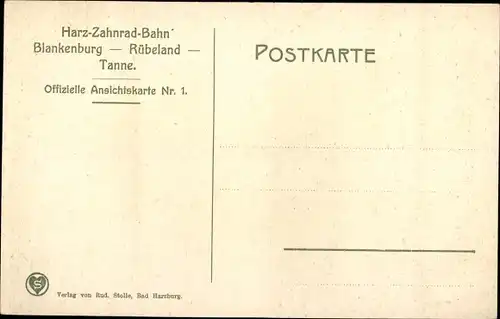 Harz-Zahnrad-Bahn
Blankenburg — Rübeland —
Tanne.
Offizielle Ansichtskarte Nr. 1.
POSTKARTE
S
Verlag von Rud. Stolle, Bad Harzburg.